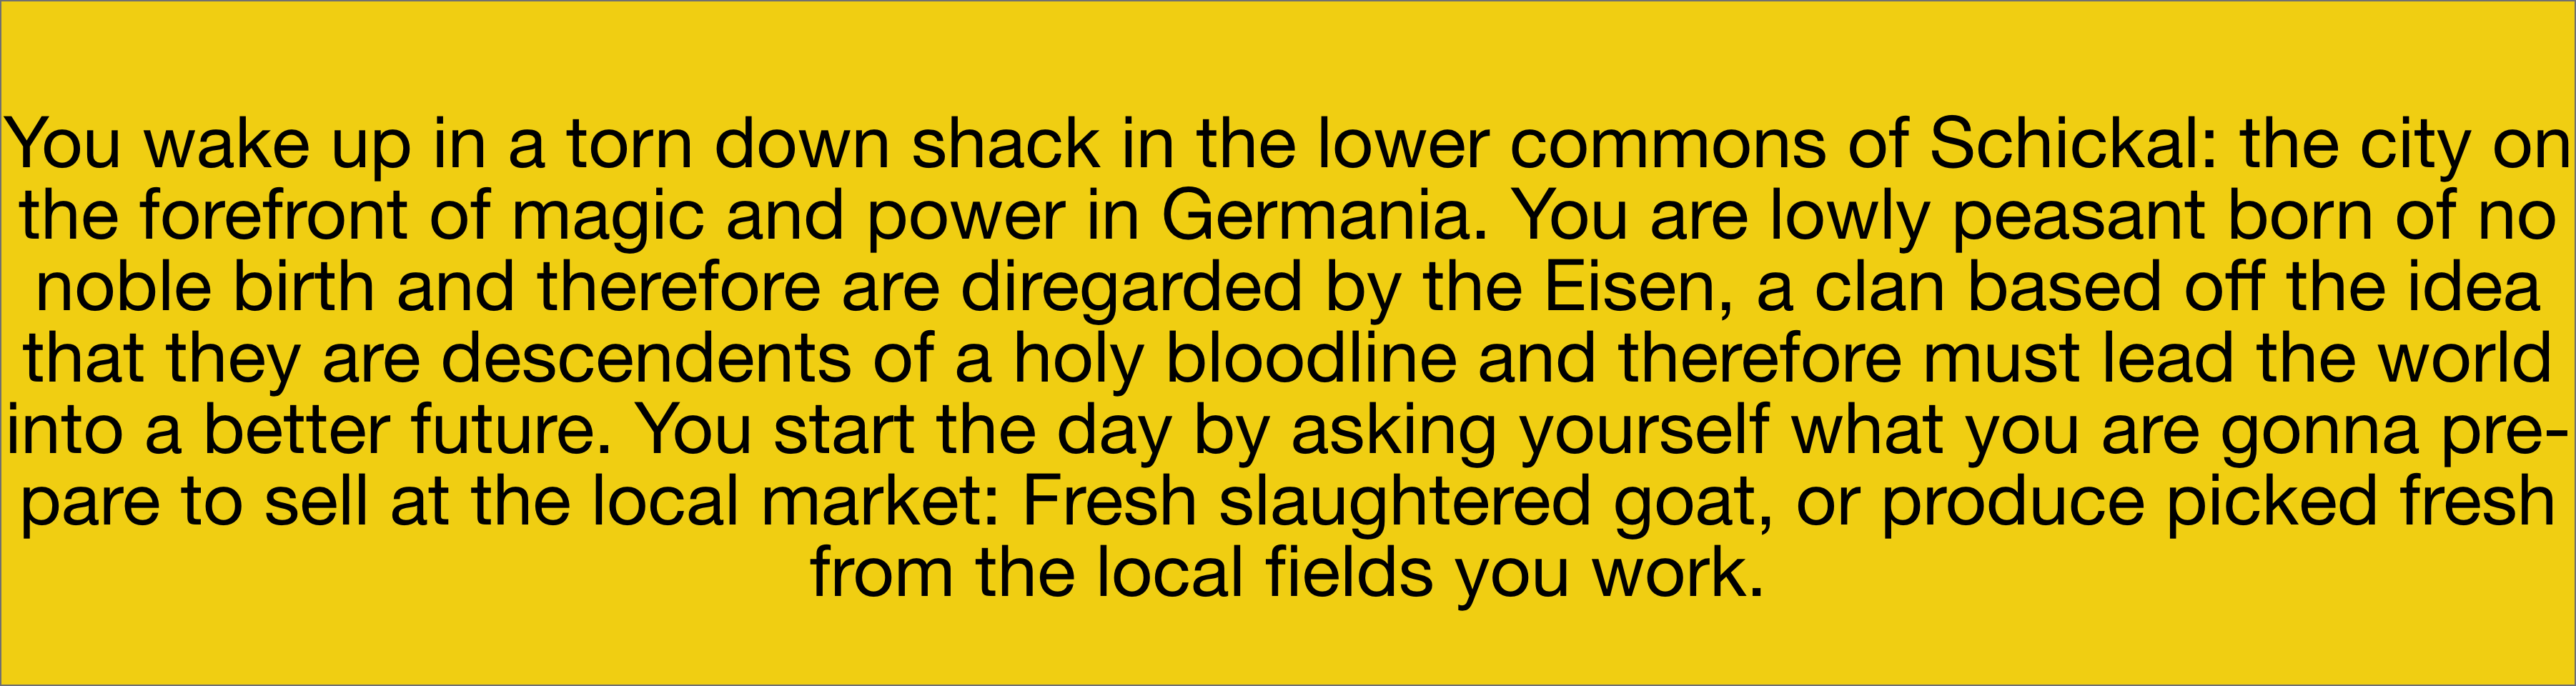 You wake up in a torn down shack in the lower commons of Schickal: the city on
the forefront of magic and power in Germania. You are lowly peasant born of no
noble birth and therefore are diregarded by the Eisen, a clan based off the idea
that they are descendents of a holy bloodline and therefore must lead the world
into a better future. You start the day by asking yourself what you are gonna pre-
pare to sell at the local market: Fresh slaughtered goat, or produce picked fresh
from the local fields you work.